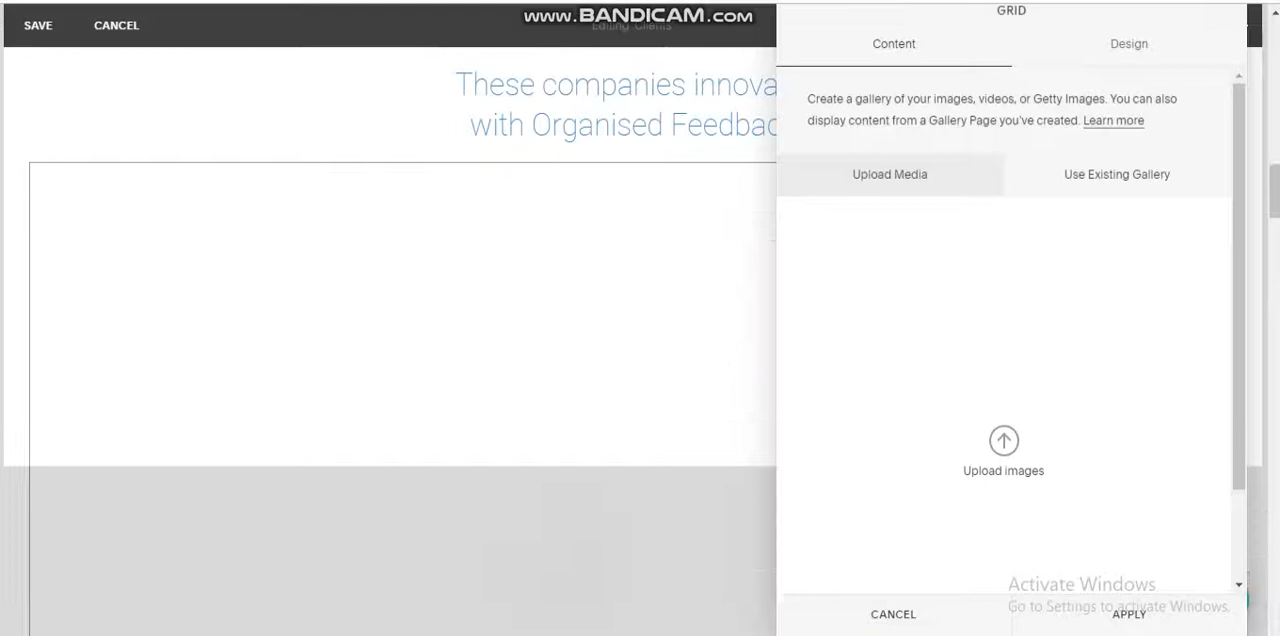 SAVE
CANCEL
www.BANDICAM.com
Editing Clients
GRID
Content
Design
These companies innova
with Organised Feedbac
Create a gallery of your images, videos, or Getty Images. You can also
display content from a Gallery Page you've created. Learn more
Upload Media
Use Existing Gallery
Upload images
Activate Windows
Go to Settings to activate Windows.
CANCEL
APPLY